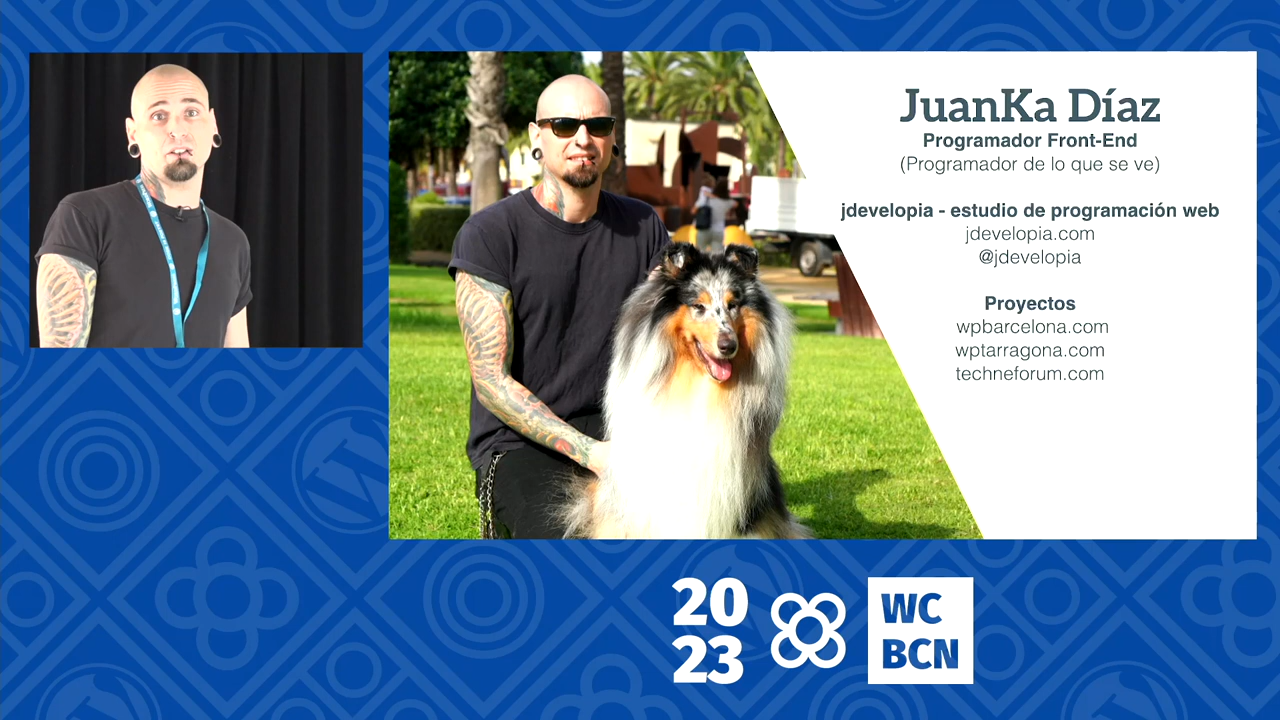 JuanKa Díaz
Programador Front-End
(Programador de lo que se ve)
jdevelopia - estudio de programación web
jdevelopia.com
@jdevelopia
Proyectos
wpbarcelona.com
wptarragona.com
techneforum.com
20
23
WC
BCN